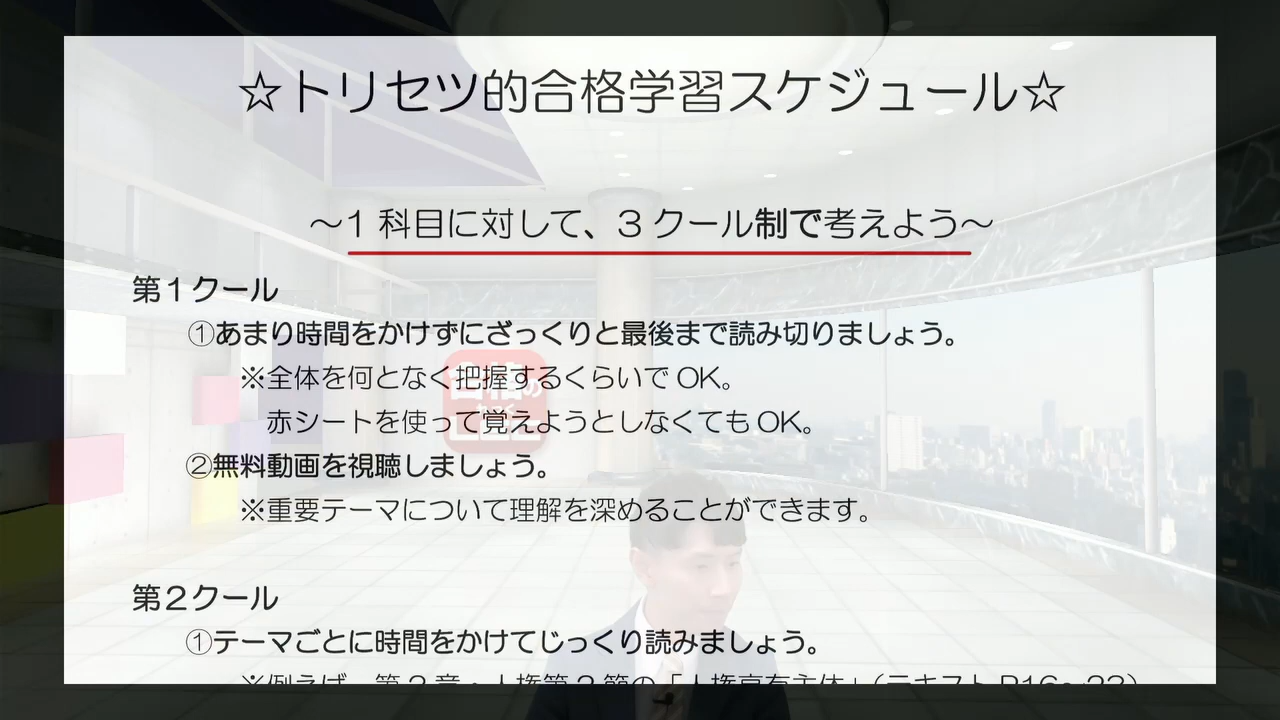 ☆トリセツ的合格学習スケジュール☆
～1 科目に対して、3 クール制で考えよう～
第1クール
①あまり時間をかけずにざっくりと最後まで読み切りましょう。
※全体を何となく把握するくらいで OK。
赤シートを使って覚えようとしなくても OK。
②無料動画を視聴しましょう。
※重要テーマについて理解を深めることができます。
第2クール
①テーマごとに時間をかけてじっくり読みましょう。